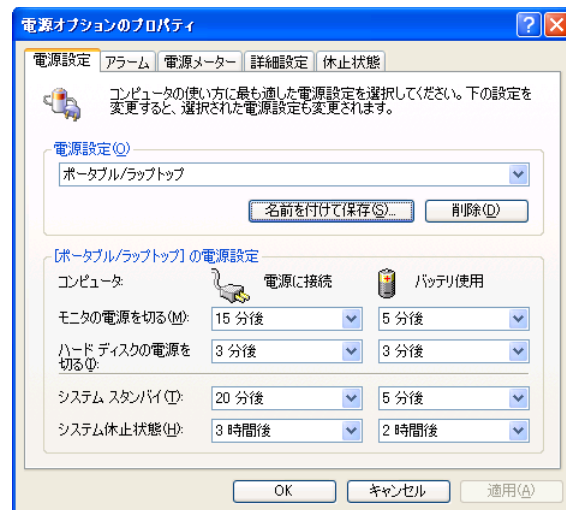 電源オプションのプロパティ
電源設定 アラーム 電源メーター 詳細設定 休止状態
コンピュータの使い方に最も適した電源設定を選択してください。下の設定を
変更すると、選択された電源設定も変更されます。
電源設定(O)
ポータブル/ラップトップ
名前を付けて保存(S)... 削除(D)
[ポータブル/ラップトップ] の電源設定
コンピュータ: 電源に接続 バッテリ使用
モニタの電源を切る(M): 15 分後 5 分後
ハード ディスクの電源を
切る(I): 3 分後 3 分後
システム スタンバイ(T): 20 分後 5 分後
システム休止状態(H): 3 時間後 2 時間後
OK キャンセル 適用(A)